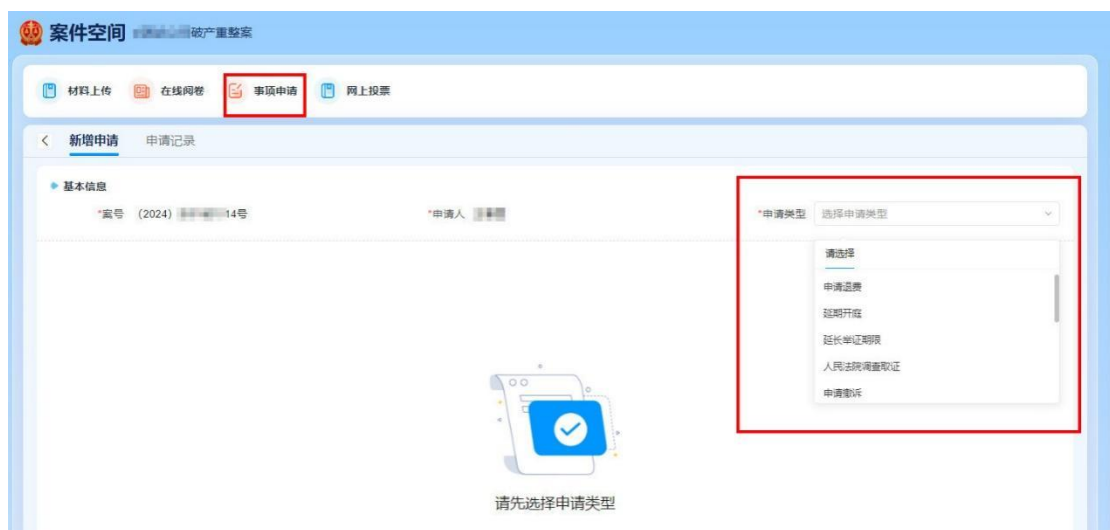 案件空间 破产重整案
材料上传 在线阅卷 事项申请 网上投票
新增申请 申请记录
基本信息
*案号 (2024) 14号 *申请人 *申请类型 选择申请类型
请选择
申请退费
延期开庭
延长举证期限
人民法院调查取证
申请撤诉
请先选择申请类型